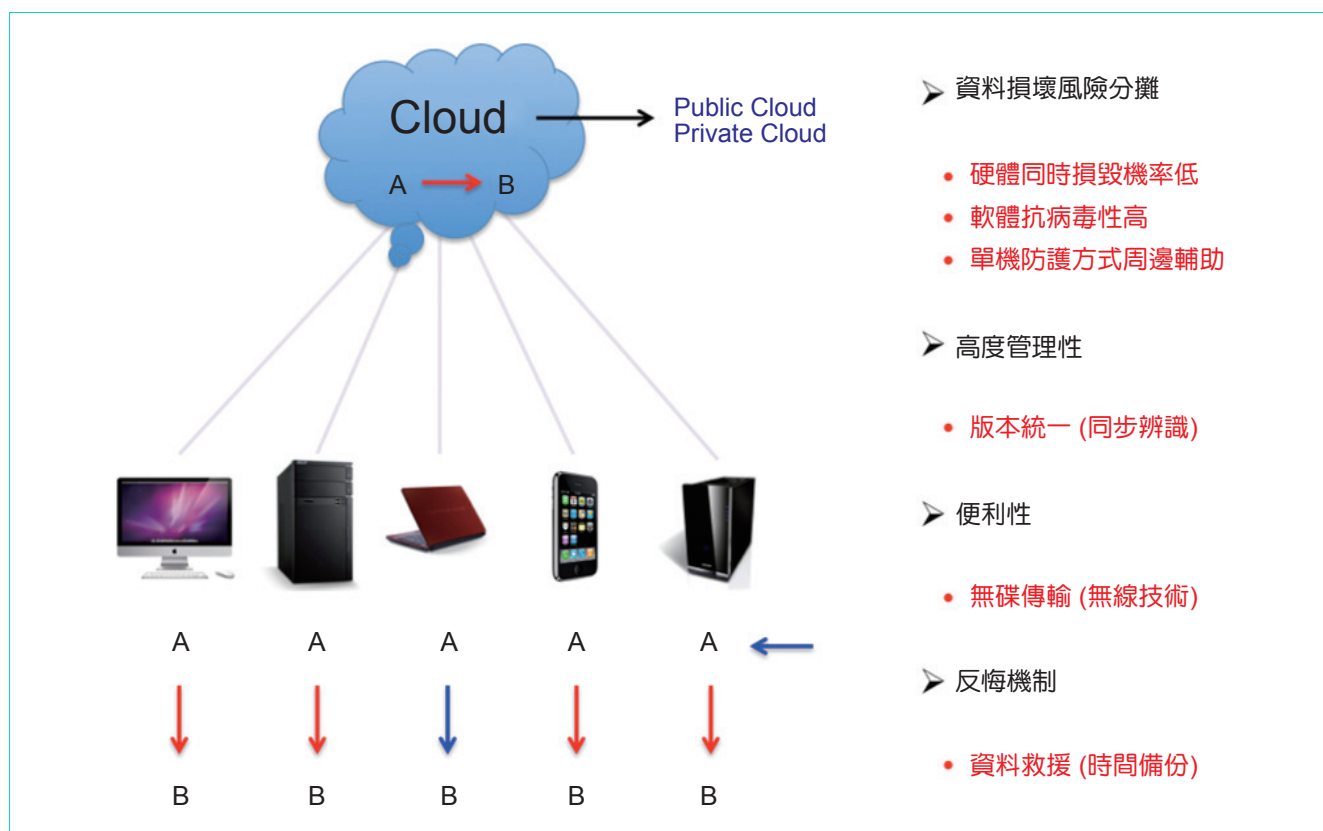 Cloud
Public Cloud
Private Cloud
A B
A A A A A
B B B B B
資料損壞風險分攤
硬體同時損毀機率低
軟體抗病毒性高
單機防護方式周邊輔助
高度管理性
版本統一 (同步辨識)
便利性
無碟傳輸 (無線技術)
反悔機制
資料救援 (時間備份)